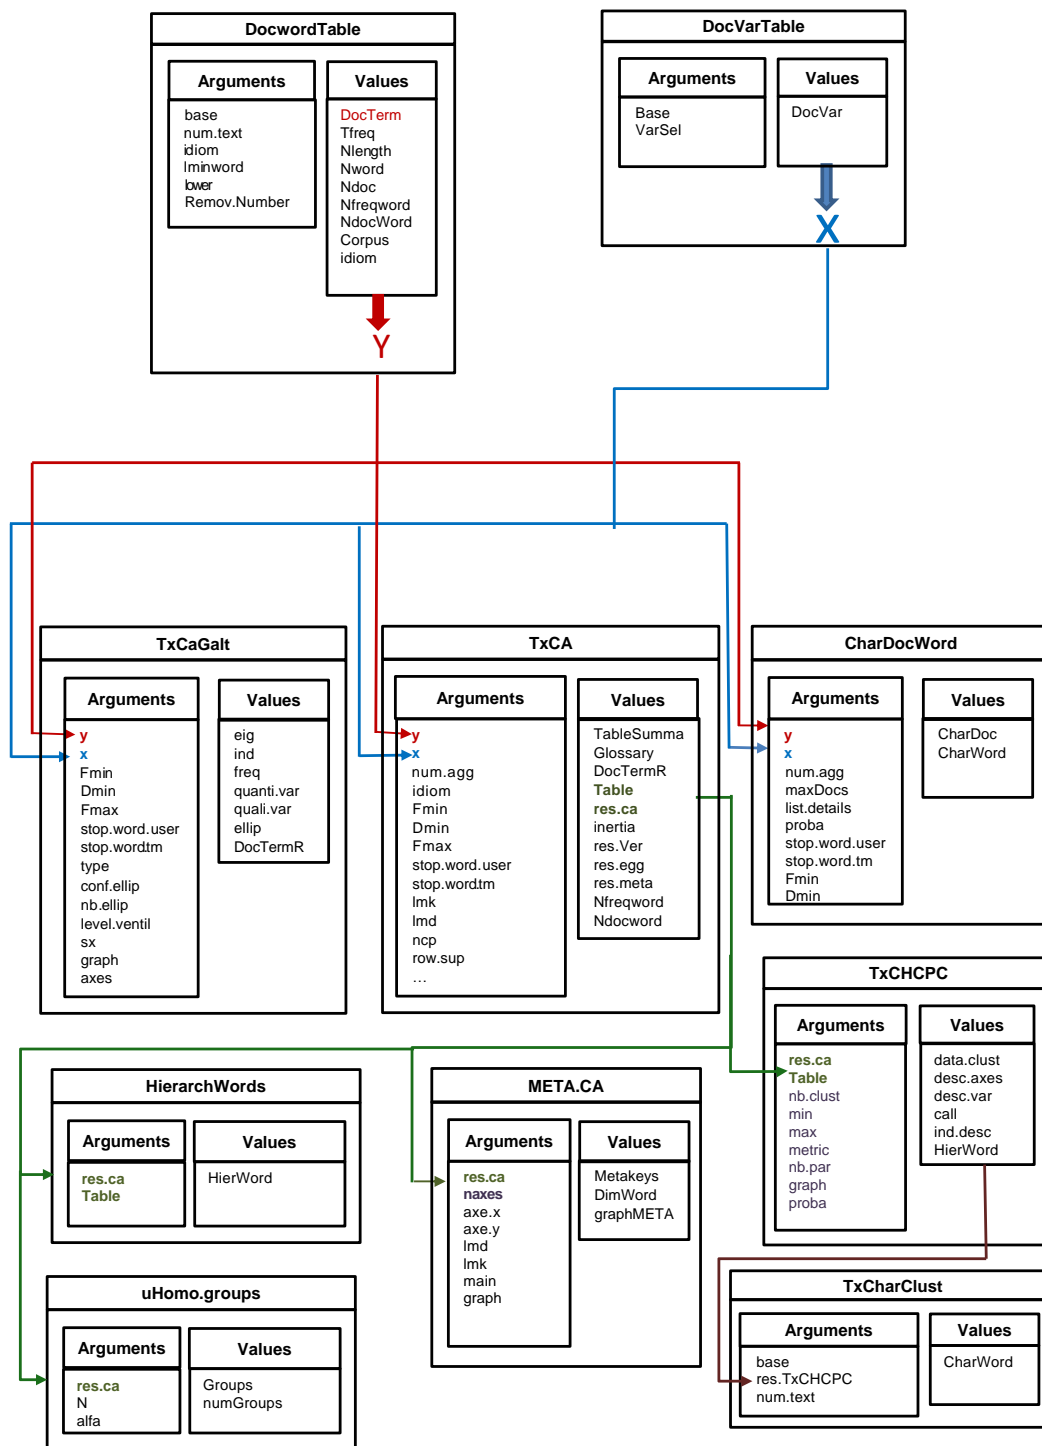 DocwordTable
Arguments
base
num.text
idiom
lminword
lower
Remov.Number
Values
DocTerm
Tfreq
Nlength
Nword
Ndoc
Nfreqword
NdocWord
Corpus
idiom
Y
DocVarTable
Arguments
Base
VarSel
Values
DocVar
X
TxCaGalt
Arguments
y
x
Fmin
Dmin
Fmax
stop.word.user
stop.word.tm
type
conf.ellip
nb.ellip
level.ventil
sx
graph
axes
Values
eig
ind
freq
quanti.var
quali.var
ellip
DocTermR
TxCA
Arguments
y
x
num.agg
idiom
Fmin
Dmin
Fmax
stop.word.user
stop.word.tm
lmk
lmd
ncp
row.sup
...
Values
TableSumma
Glossary
DocTermR
Table
res.ca
inertia
res.Ver
res.egg
res.meta
Nfreqword
Ndocword
CharDocWord
Arguments
y
x
num.agg
maxDocs
list.details
proba
stop.word.user
stop.word.tm
Fmin
Dmin
Values
CharDoc
CharWord
TxCHCPC
Arguments
res.ca
Table
nb.clust
min
max
metric
nb.par
graph
proba
Values
data.clust
desc.axes
desc.var
call
ind.desc
HierWord
HierarchWords
Arguments
res.ca
Table
Values
HierWord
META.CA
Arguments
res.ca
naxes
axe.x
axe.y
lmd
lmk
main
graph
Values
Metakeys
DimWord
graphMETA
uHomo.groups
Arguments
res.ca
N
alfa
Values
Groups
numGroups
TxCharClust
Arguments
base
res.TxCHCPC
num.text
Values
CharWord